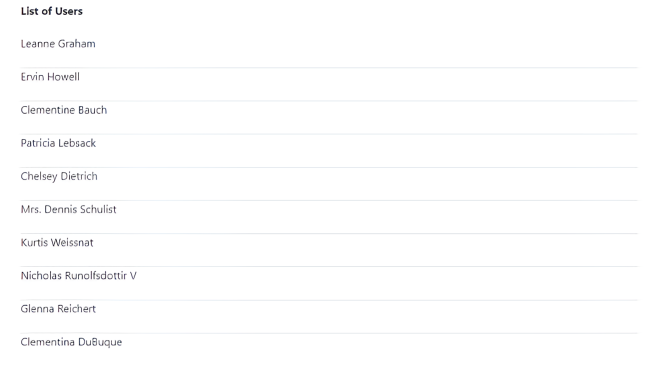 List of Users
Leanne Graham
Ervin Howell
Clementine Bauch
Patricia Lebsack
Chelsey Dietrich
Mrs. Dennis Schulist
Kurtis Weissnat
Nicholas Runolfsdottir V
Glenna Reichert
Clementina DuBuque